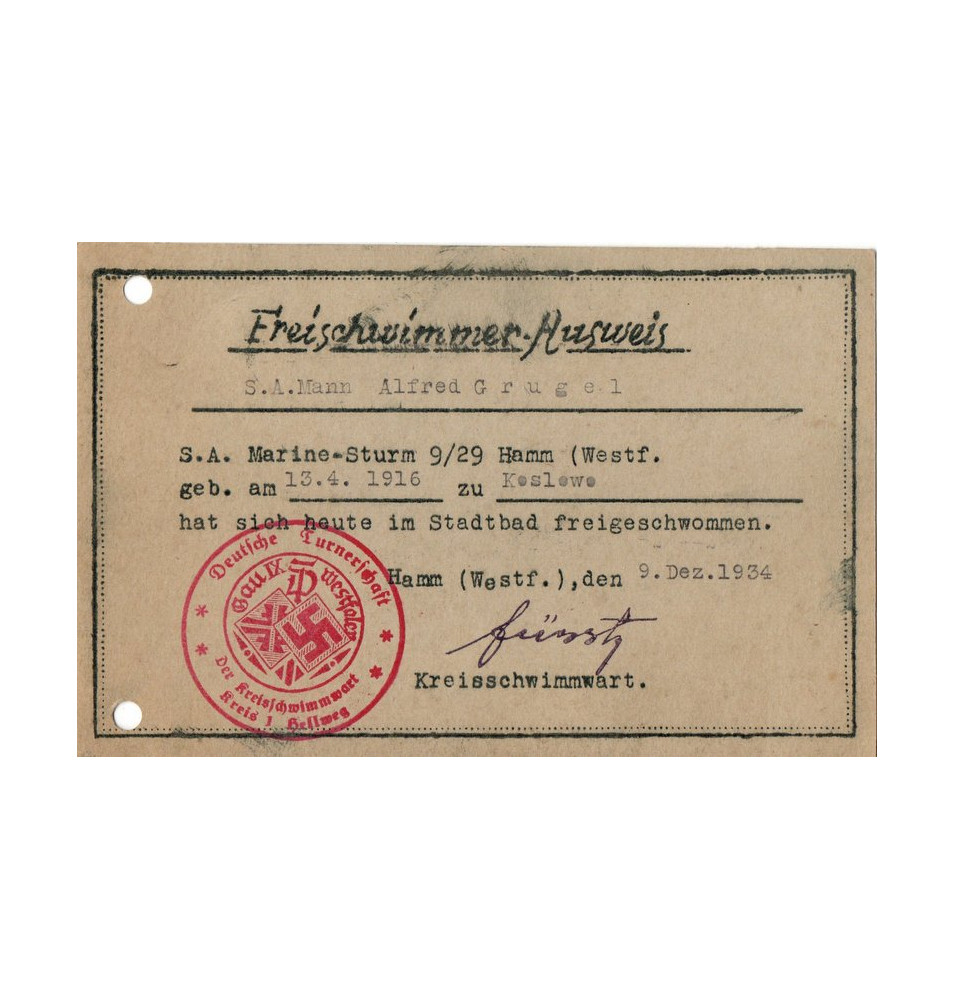 Freischwimmer-Ausweis
S.A.Mann Alfred G r u g e l
S.A. Marine-Sturm 9/29 Hamm (Westf.
geb. am 13.4. 1916 zu Koslowo
hat sich heute im Stadtbad freigeschwommen.
Hamm (Westf.),den 9.Dez.1934
Kreisschwimmwart.
Deutsche Turnerschaft
Gau IX Westfalen
Der Kreisschwimmwart
Kreis 1 Hellweg